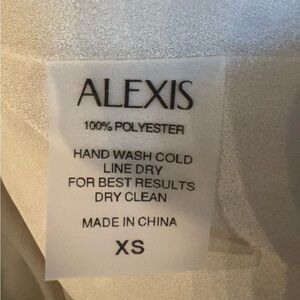 ALEXIS
100% POLYESTER
HAND WASH COLD
LINE DRY
FOR BEST RESULTS
DRY CLEAN
MADE IN CHINA
XS